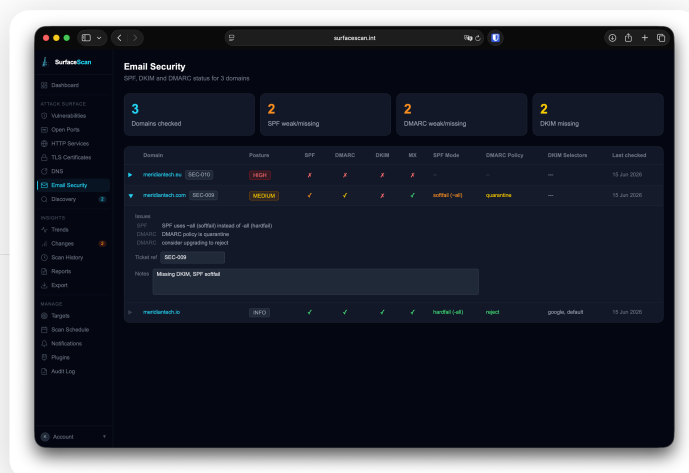 surfacescan.int
SurfaceScan
Dashboard
ATTACK SURFACE
Vulnerabilities
Open Ports
HTTP Services
TLS Certificates
DNS
Email Security
Discovery 2
INSIGHTS
Trends
Changes 2
Scan History
Reports
Export
MANAGE
Targets
Scan Schedule
Notifications
Plugins
Audit Log
Account
Email Security
SPF, DKIM and DMARC status for 3 domains
3
Domains checked
2
SPF weak/missing
2
DMARC weak/missing
2
DKIM missing
Domain Posture SPF DMARC DKIM MX SPF Mode DMARC Policy DKIM Selectors Last checked
meridiantech.eu SEC-010 HIGH ✗ ✗ ✗ ✗ – – — 15 Jun 2026
meridiantech.com SEC-009 MEDIUM ✓ ✓ ✗ ✓ softfail (~all) quarantine — 15 Jun 2026
Issues
SPF SPF uses ~all (softfail) instead of -all (hardfail)
DMARC DMARC policy is quarantine
DMARC consider upgrading to reject
Ticket ref SEC-009
Notes Missing DKIM, SPF softfail
meridiantech.io INFO ✓ ✓ ✓ ✓ hardfail (-all) reject google, default 15 Jun 2026